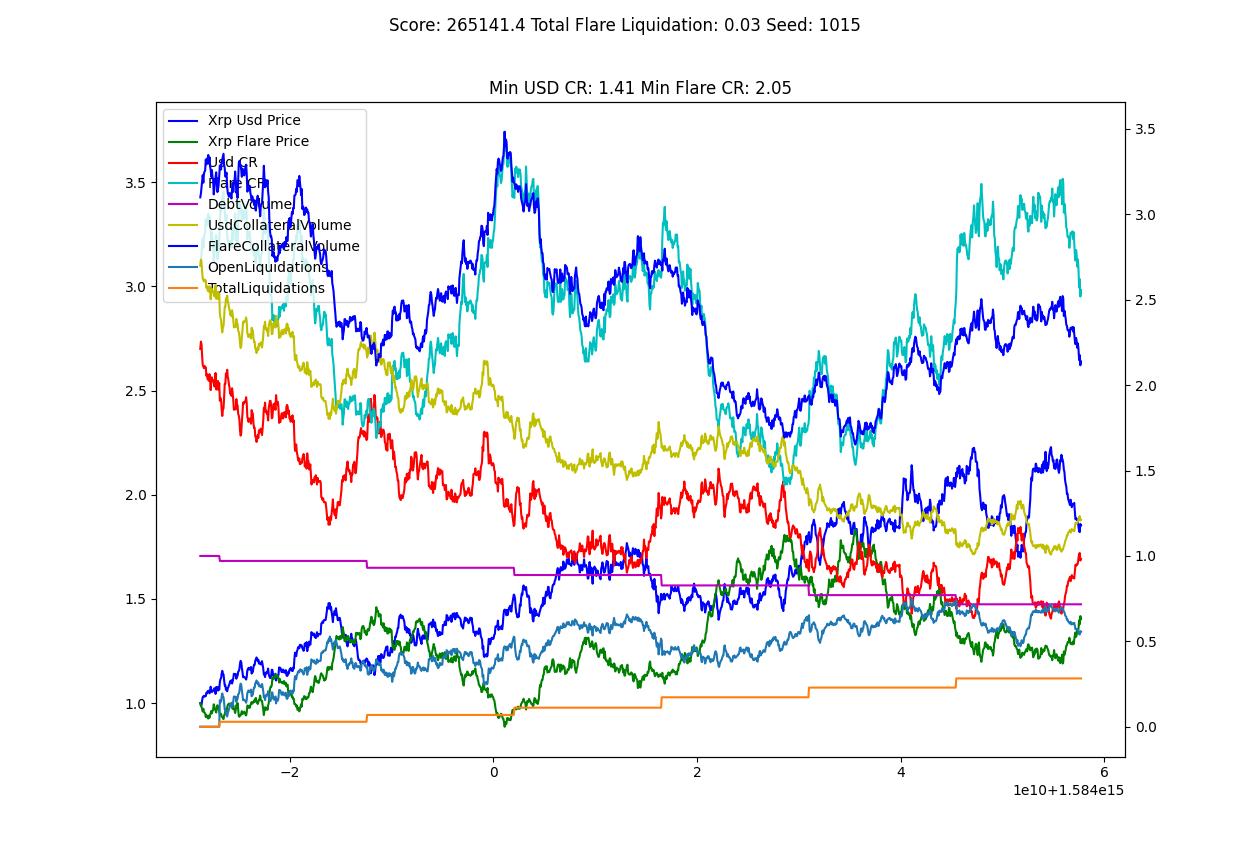 Score: 265141.4 Total Flare Liquidation: 0.03 Seed: 1015
Min USD CR: 1.41 Min Flare CR: 2.05
Xrp Usd Price
Xrp Flare Price
Usd CR
Flare CR
DebtVolume
UsdCollateralVolume
FlareCollateralVolume
OpenLiquidations
TotalLiquidations
3.5
3.0
2.5
2.0
1.5
1.0
3.5
3.0
2.5
2.0
1.5
1.0
0.5
0.0
−2 0 2 4 6
1e10+1.584e15